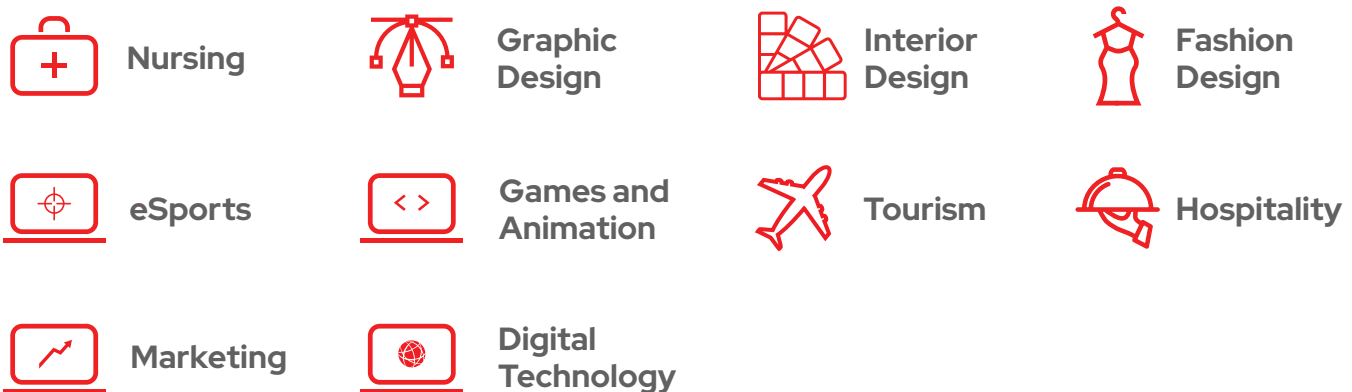 Nursing
Graphic
Design
Interior
Design
Fashion
Design
eSports
Games and
Animation
Tourism
Hospitality
Marketing
Digital
Technology